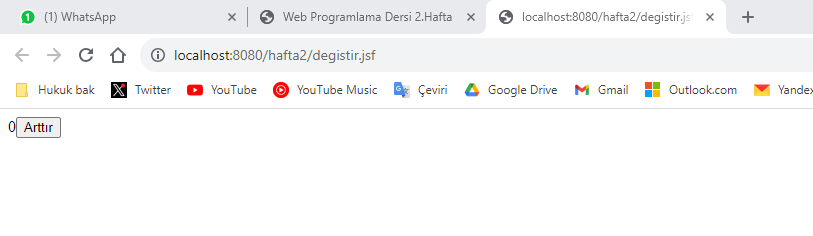 (1) WhatsApp
Web Programlama Dersi 2.Hafta
localhost:8080/hafta2/degistir.jsf
localhost:8080/hafta2/degistir.jsf
Hukuk bak Twitter YouTube YouTube Music Çeviri Google Drive Gmail Outlook.com Yandex
0 Arttır